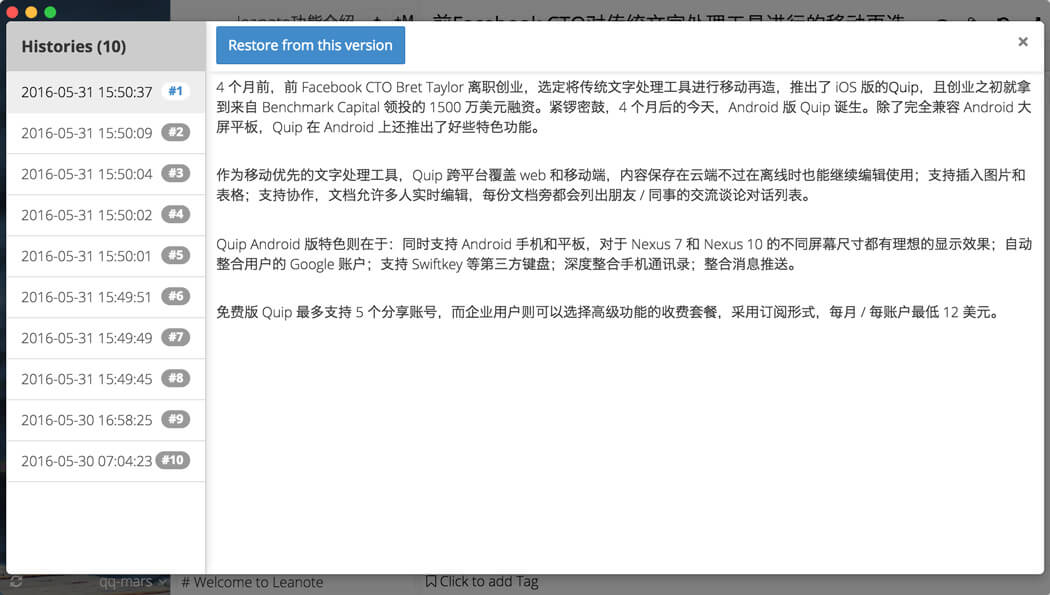 Histories (10)
Restore from this version
×
2016-05-31 15:50:37 #1
2016-05-31 15:50:09 #2
2016-05-31 15:50:04 #3
2016-05-31 15:50:02 #4
2016-05-31 15:50:01 #5
2016-05-31 15:49:51 #6
2016-05-31 15:49:49 #7
2016-05-31 15:49:45 #8
2016-05-30 16:58:25 #9
2016-05-30 07:04:23 #10
4 个月前，前 Facebook CTO Bret Taylor 离职创业，选定将传统文字处理工具进行移动再造，推出了 iOS 版的Quip，且创业之初就拿
到来自 Benchmark Capital 领投的 1500 万美元融资。紧锣密鼓，4 个月后的今天，Android 版 Quip 诞生。除了完全兼容 Android 大
屏平板，Quip 在 Android 上还推出了好些特色功能。
作为移动优先的文字处理工具，Quip 跨平台覆盖 web 和移动端，内容保存在云端不过在离线时也能继续编辑使用；支持插入图片和
表格；支持协作，文档允许多人实时编辑，每份文档旁都会列出朋友 / 同事的交流谈论对话列表。
Quip Android 版特色则在于：同时支持 Android 手机和平板，对于 Nexus 7 和 Nexus 10 的不同屏幕尺寸都有理想的显示效果；自动
整合用户的 Google 账户；支持 Swiftkey 等第三方键盘；深度整合手机通讯录；整合消息推送。
免费版 Quip 最多支持 5 个分享账号，而企业用户则可以选择高级功能的收费套餐，采用订阅形式，每月 / 每账户最低 12 美元。
qq-mars
# Welcome to Leanote
Click to add Tag